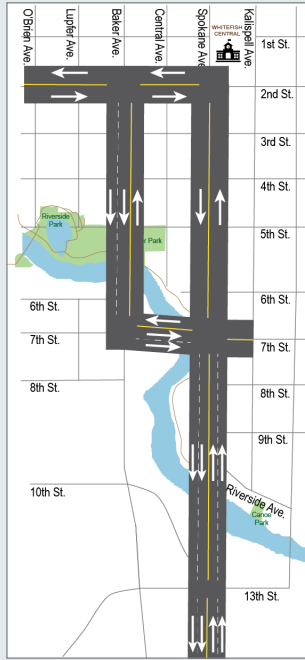 O'Brien Ave.
Lupfer Ave.
Baker Ave.
Central Ave.
Spokane Ave
Kalispell Ave
WHITEFISH
CENTRAL
1st St.
2nd St.
3rd St.
4th St.
Riverside
Park
r Park
5th St.
6th St.
6th St.
7th St.
7th St.
8th St.
8th St.
9th St.
10th St.
Riverside Ave.
Canoe
Park
13th St.